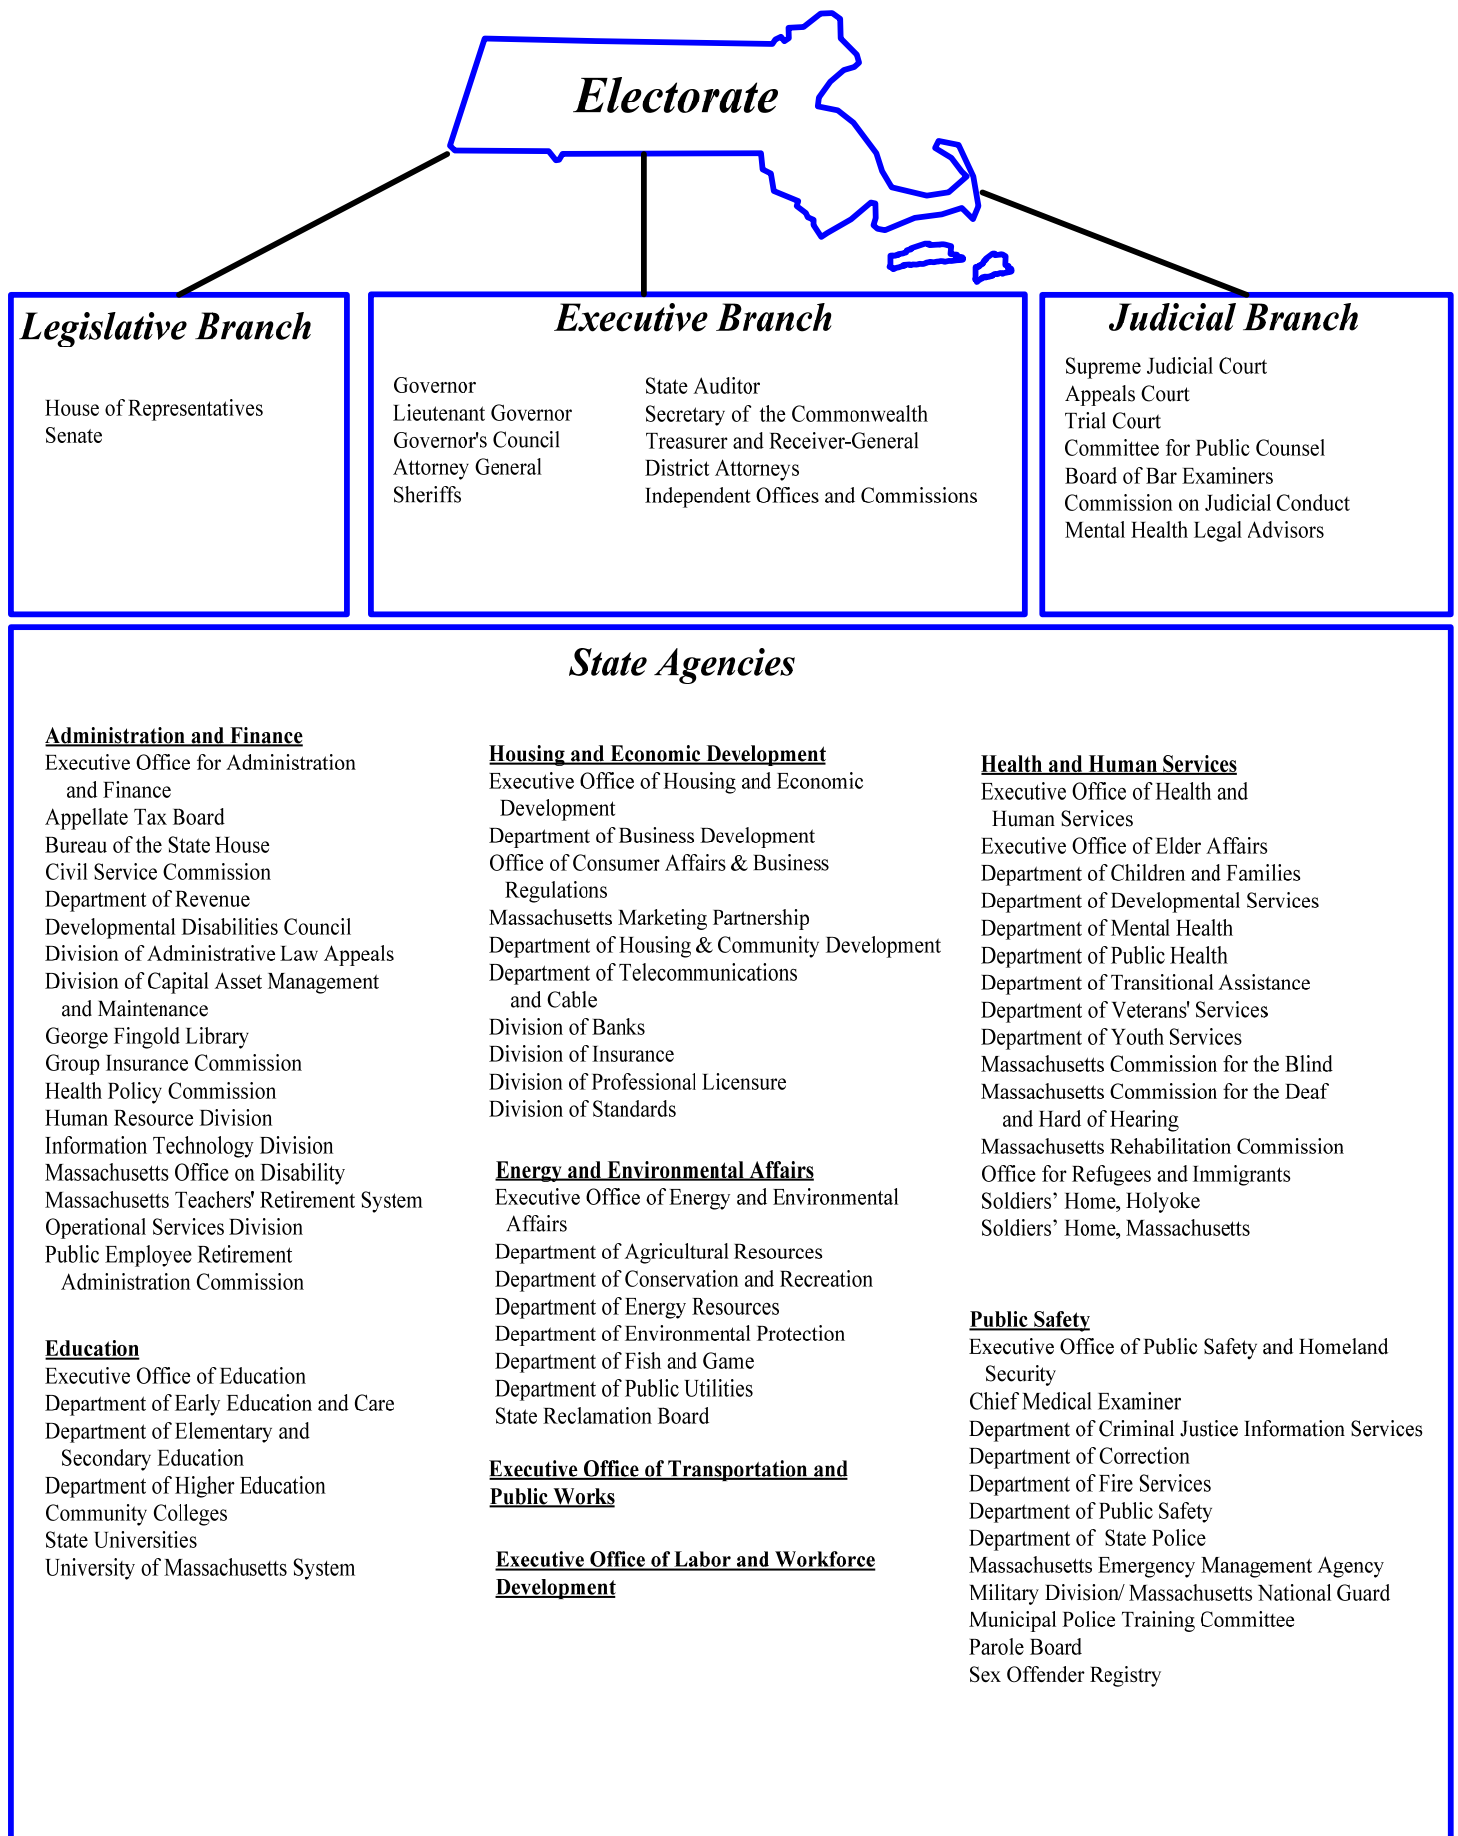 Electorate
Legislative Branch
House of Representatives
Senate
Executive Branch
Governor
Lieutenant Governor
Governor's Council
Attorney General
Sheriffs
State Auditor
Secretary of the Commonwealth
Treasurer and Receiver-General
District Attorneys
Independent Offices and Commissions
Judicial Branch
Supreme Judicial Court
Appeals Court
Trial Court
Committee for Public Counsel
Board of Bar Examiners
Commission on Judicial Conduct
Mental Health Legal Advisors
State Agencies
Administration and Finance
Executive Office for Administration
and Finance
Appellate Tax Board
Bureau of the State House
Civil Service Commission
Department of Revenue
Developmental Disabilities Council
Division of Administrative Law Appeals
Division of Capital Asset Management
and Maintenance
George Fingold Library
Group Insurance Commission
Health Policy Commission
Human Resource Division
Information Technology Division
Massachusetts Office on Disability
Massachusetts Teachers' Retirement System
Operational Services Division
Public Employee Retirement
Administration Commission
Education
Executive Office of Education
Department of Early Education and Care
Department of Elementary and
Secondary Education
Department of Higher Education
Community Colleges
State Universities
University of Massachusetts System
Housing and Economic Development
Executive Office of Housing and Economic
Development
Department of Business Development
Office of Consumer Affairs & Business
Regulations
Massachusetts Marketing Partnership
Department of Housing & Community Development
Department of Telecommunications
and Cable
Division of Banks
Division of Insurance
Division of Professional Licensure
Division of Standards
Energy and Environmental Affairs
Executive Office of Energy and Environmental
Affairs
Department of Agricultural Resources
Department of Conservation and Recreation
Department of Energy Resources
Department of Environmental Protection
Department of Fish and Game
Department of Public Utilities
State Reclamation Board
Executive Office of Transportation and
Public Works
Executive Office of Labor and Workforce
Development
Health and Human Services
Executive Office of Health and
Human Services
Executive Office of Elder Affairs
Department of Children and Families
Department of Developmental Services
Department of Mental Health
Department of Public Health
Department of Transitional Assistance
Department of Veterans' Services
Department of Youth Services
Massachusetts Commission for the Blind
Massachusetts Commission for the Deaf
and Hard of Hearing
Massachusetts Rehabilitation Commission
Office for Refugees and Immigrants
Soldiers’ Home, Holyoke
Soldiers’ Home, Massachusetts
Public Safety
Executive Office of Public Safety and Homeland
Security
Chief Medical Examiner
Department of Criminal Justice Information Services
Department of Correction
Department of Fire Services
Department of Public Safety
Department of State Police
Massachusetts Emergency Management Agency
Military Division/ Massachusetts National Guard
Municipal Police Training Committee
Parole Board
Sex Offender Registry